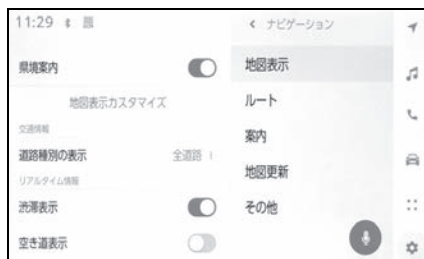 11:29
県境案内
地図表示カスタマイズ
交通情報
道路種別の表示 全道路
リアルタイム情報
渋滞表示
空き道表示
ナビゲーション
地図表示
ルート
案内
地図更新
その他